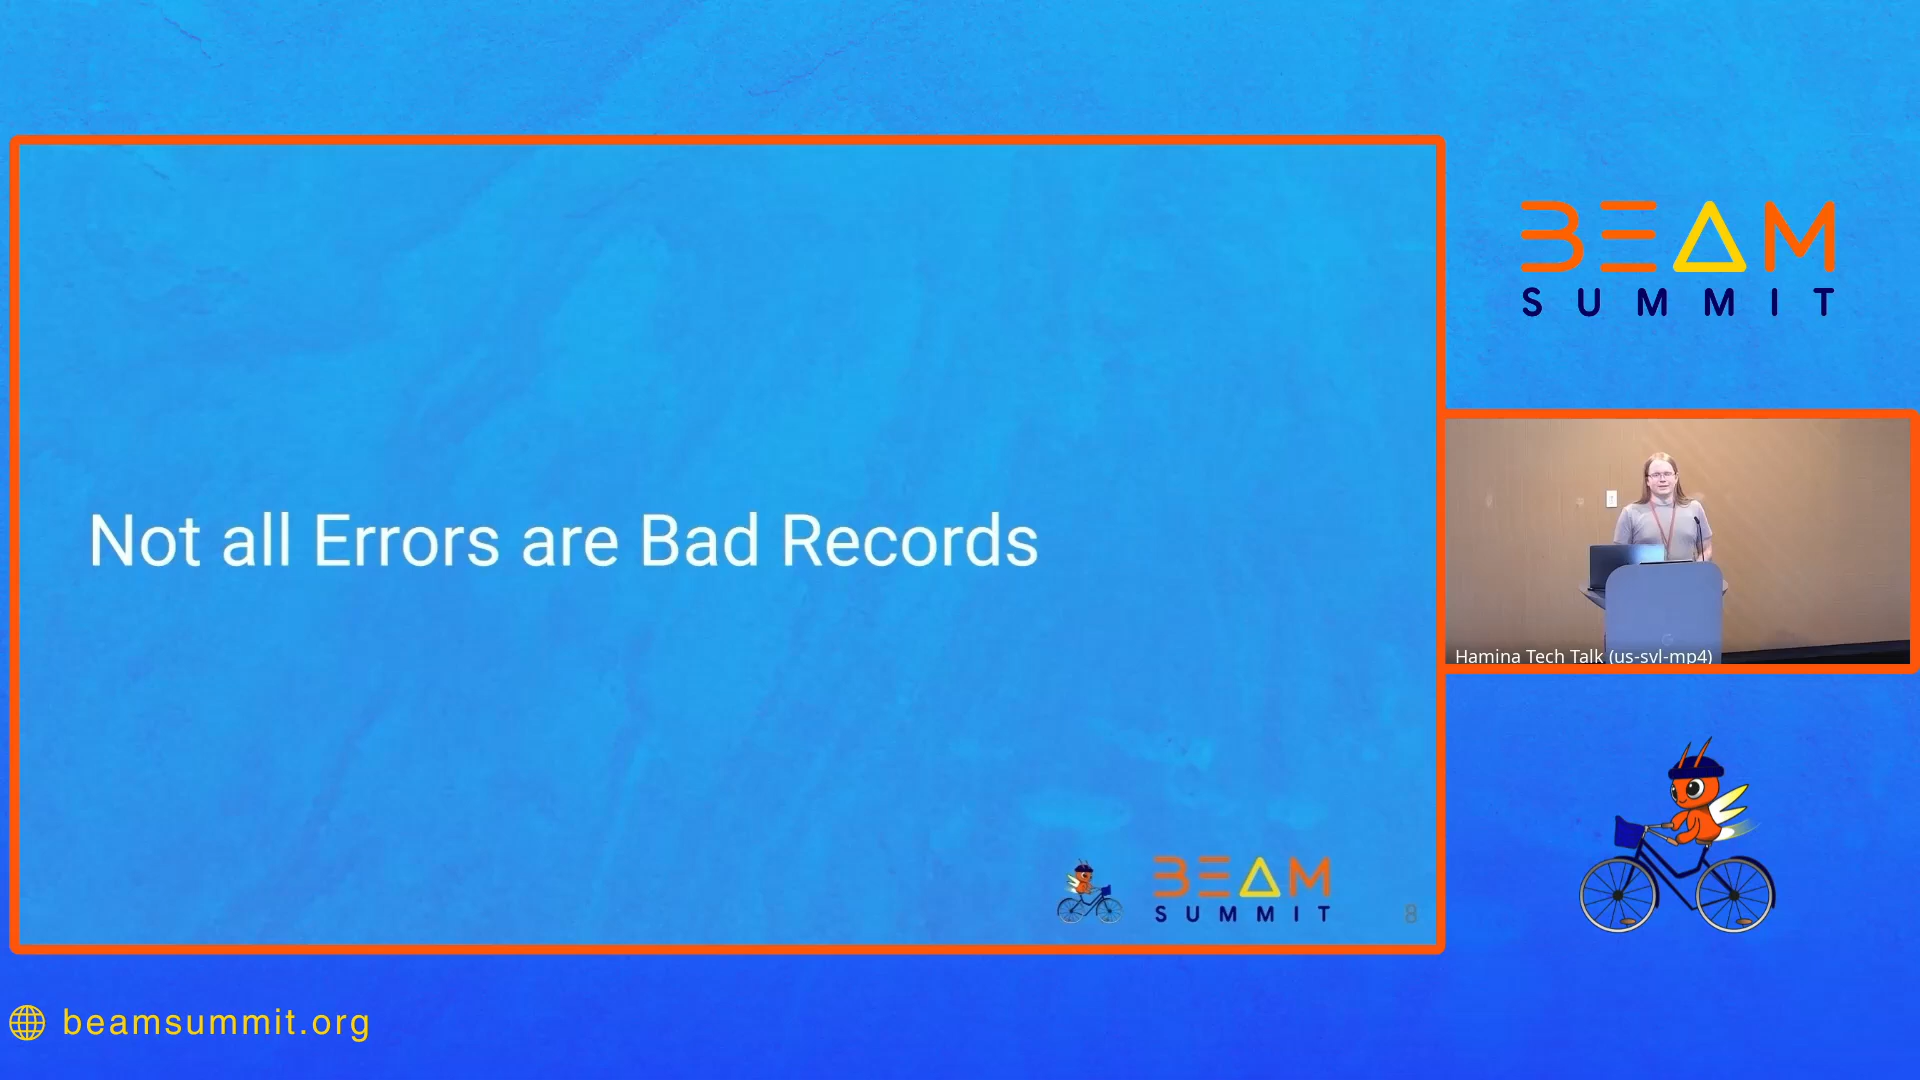 Not all Errors are Bad Records
BEAM
SUMMIT
8
BEAM
SUMMIT
Hamina Tech Talk (us-svl-mp4)
beamsummit.org